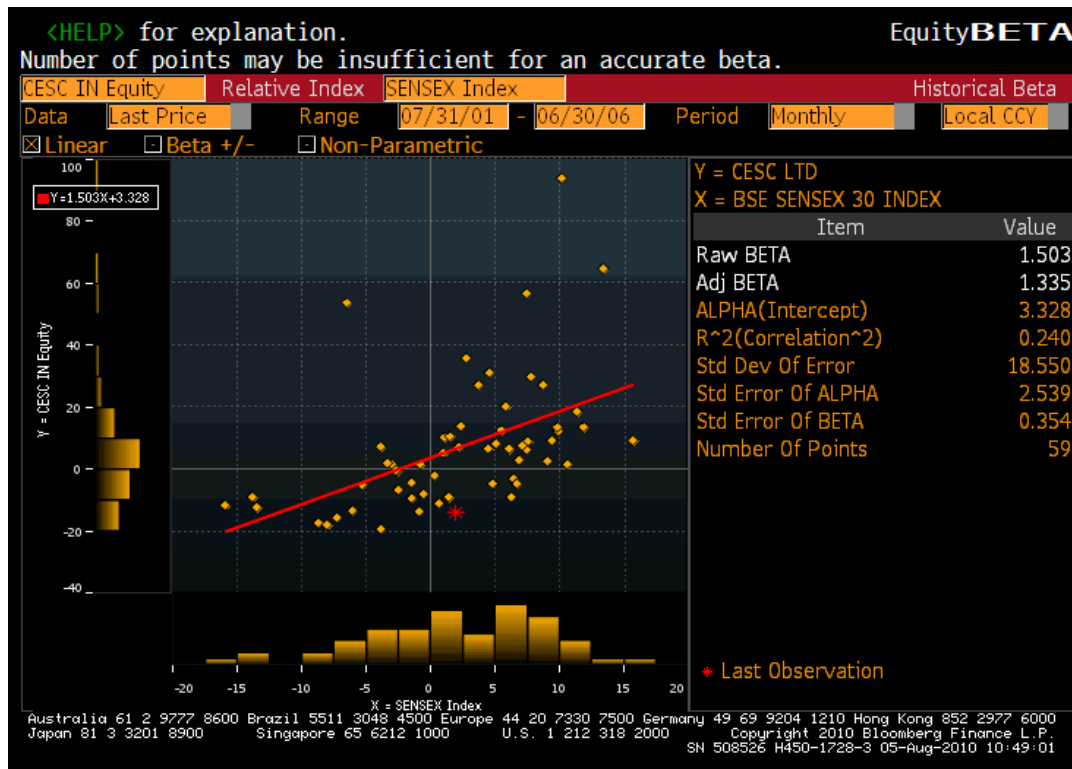 <HELP> for explanation. EquityBETA
Number of points may be insufficient for an accurate beta.
CESC IN Equity Relative Index SENSEX Index Historical Beta
Data Last Price Range 07/31/01 - 06/30/06 Period Monthly Local CCY
Linear Beta +/- Non-Parametric
Y = CESC LTD
X = BSE SENSEX 30 INDEX
Item Value
Raw BETA 1.503
Adj BETA 1.335
ALPHA(Intercept) 3.328
R^2(Correlation^2) 0.240
Std Dev Of Error 18.550
Std Error Of ALPHA 2.539
Std Error Of BETA 0.354
Number Of Points 59
* Last Observation
Y=1.503X+3.328
Y = CESC IN Equity
100
80
60
40
20
0
-20
-40
-20 -15 -10 -5 0 5 10 15 20
X = SENSEX Index
Australia 61 2 9777 8600 Brazil 5511 3048 4500 Europe 44 20 7330 7500 Germany 49 69 9204 1210 Hong Kong 852 2977 6000
Japan 81 3 3201 8900 Singapore 65 6212 1000 U.S. 1 212 318 2000 Copyright 2010 Bloomberg Finance L.P.
SN 508526 H450-1728-3 05-Aug-2010 10:49:01